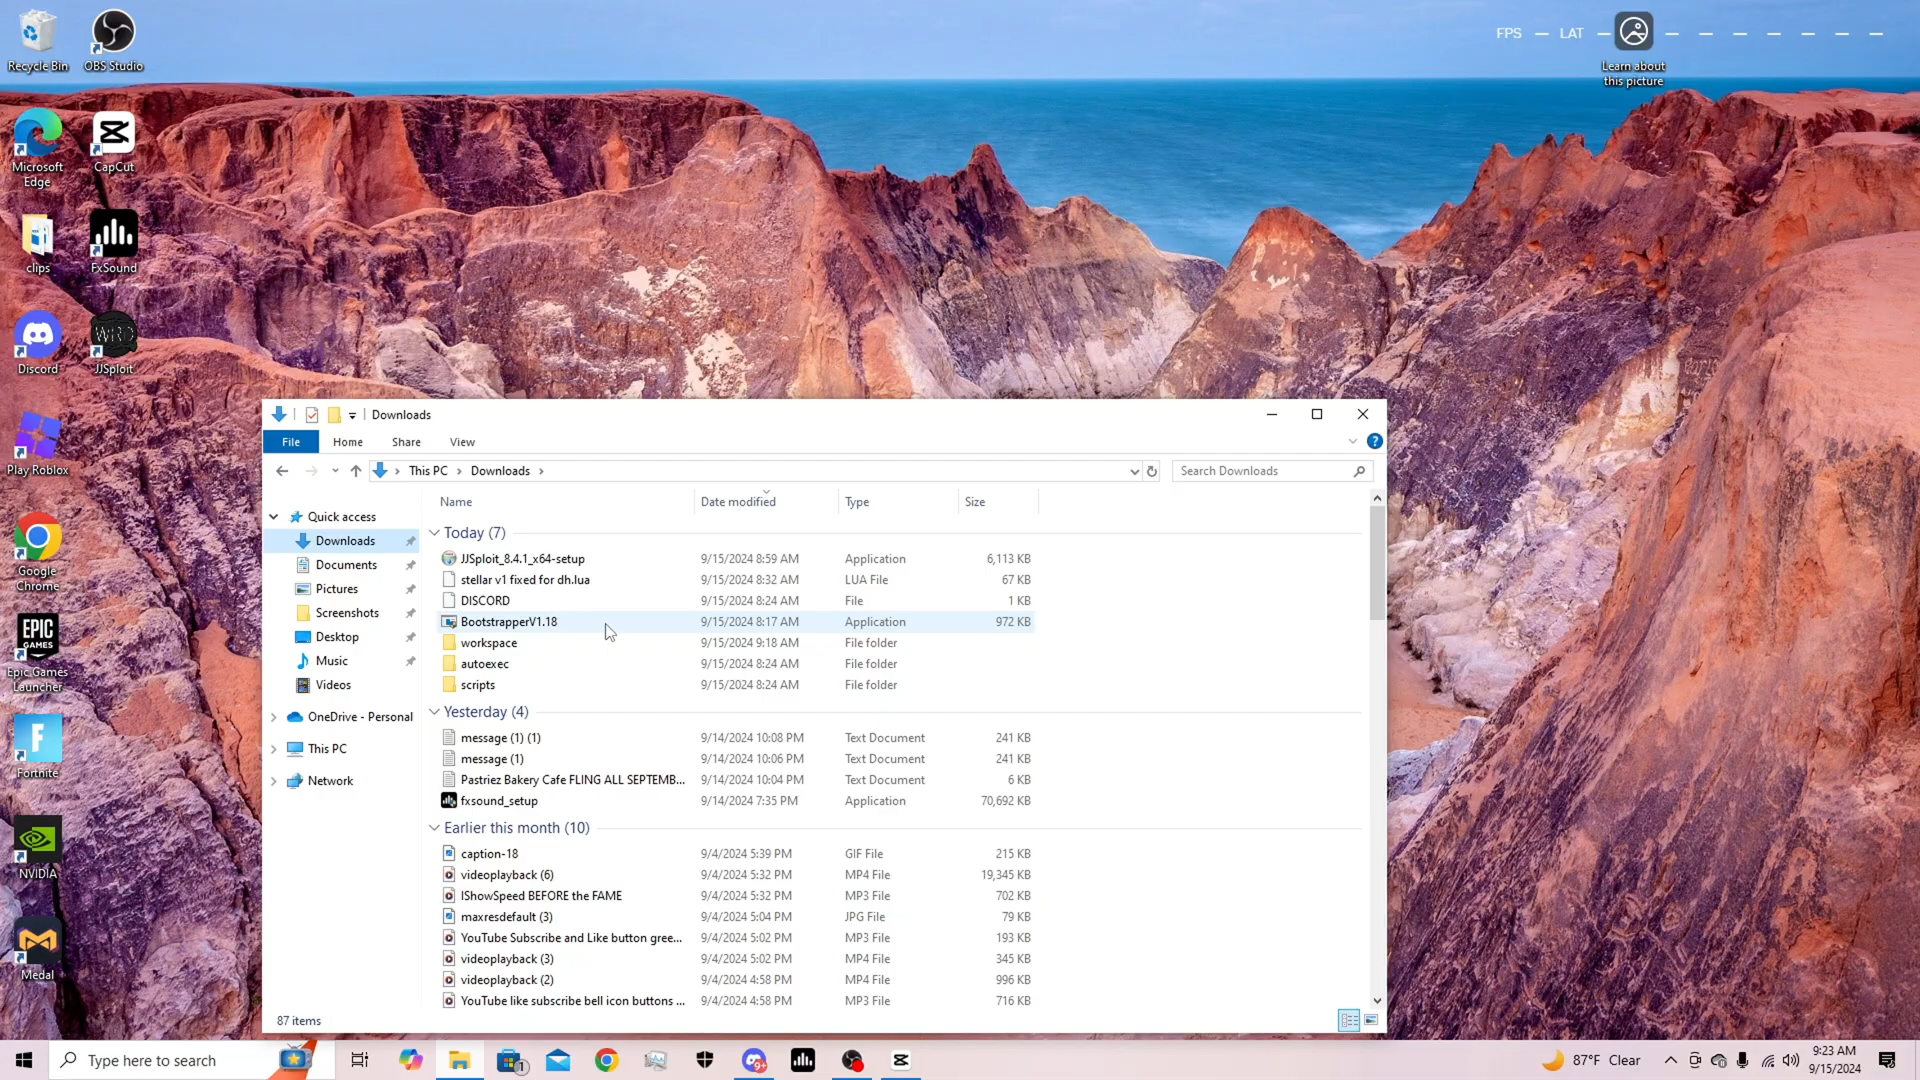 Recycle Bin
OBS Studio
FPS — LAT —
Learn about
this picture
Microsoft
Edge
CapCut
clips
FxSound
Discord
WRD
JJSploit
Play Roblox
Google
Chrome
EPIC
GAMES
Epic Games
Launcher
F
Fortnite
NVIDIA
Medal
Downloads
File Home Share View
This PC > Downloads >
Search Downloads
Quick access
Downloads
Documents
Pictures
Screenshots
Desktop
Music
Videos
OneDrive - Personal
This PC
Network
Name Date modified Type Size
Today (7)
JJSploit_8.4.1_x64-setup 9/15/2024 8:59 AM Application 6,113 KB
stellar v1 fixed for dh.lua 9/15/2024 8:32 AM LUA File 67 KB
DISCORD 9/15/2024 8:24 AM File 1 KB
BootstrapperV1.18 9/15/2024 8:17 AM Application 972 KB
workspace 9/15/2024 9:18 AM File folder
autoexec 9/15/2024 8:24 AM File folder
scripts 9/15/2024 8:24 AM File folder
Yesterday (4)
message (1) (1) 9/14/2024 10:08 PM Text Document 241 KB
message (1) 9/14/2024 10:06 PM Text Document 241 KB
Pastriez Bakery Cafe FLING ALL SEPTEMB... 9/14/2024 10:04 PM Text Document 6 KB
fxsound_setup 9/14/2024 7:35 PM Application 70,692 KB
Earlier this month (10)
caption-18 9/4/2024 5:39 PM GIF File 215 KB
videoplayback (6) 9/4/2024 5:32 PM MP4 File 19,345 KB
IShowSpeed BEFORE the FAME 9/4/2024 5:32 PM MP3 File 702 KB
maxresdefault (3) 9/4/2024 5:04 PM JPG File 79 KB
YouTube Subscribe and Like button gree... 9/4/2024 5:02 PM MP3 File 193 KB
videoplayback (3) 9/4/2024 5:02 PM MP4 File 345 KB
videoplayback (2) 9/4/2024 4:58 PM MP4 File 996 KB
YouTube like subscribe bell icon buttons ... 9/4/2024 4:58 PM MP3 File 716 KB
87 items
Type here to search
1
9+
87°F Clear
9:23 AM
9/15/2024